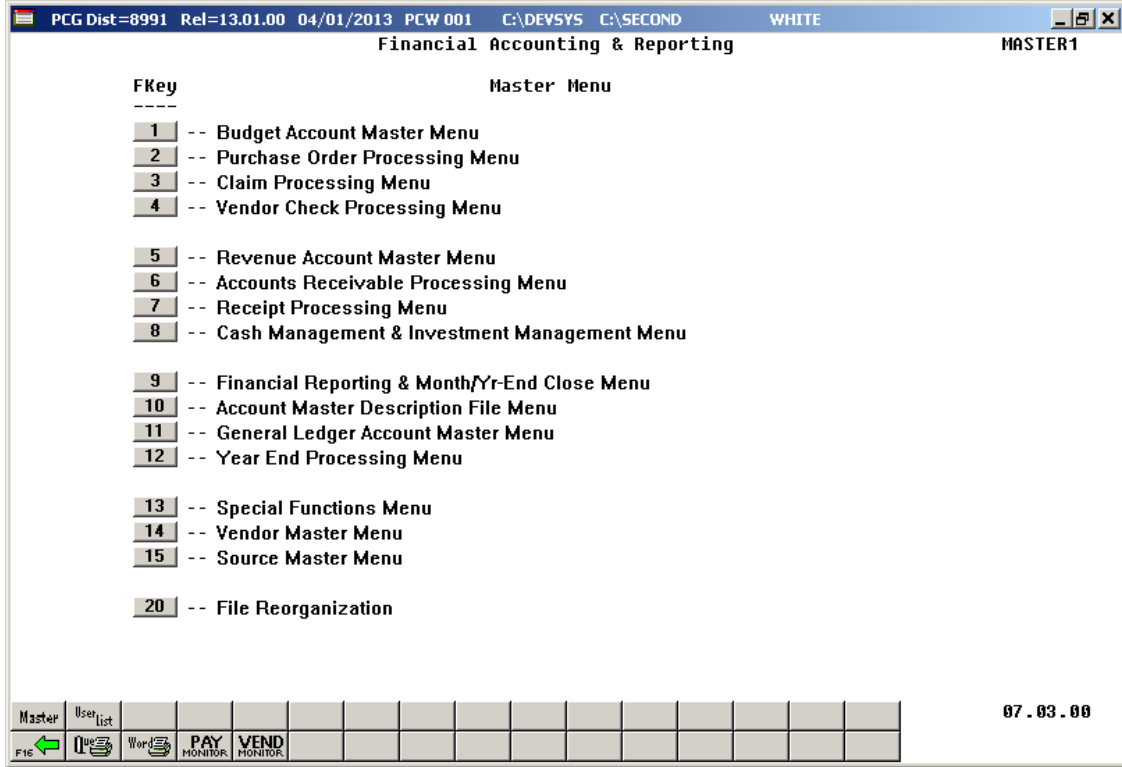 PCG Dist=8991 Rel=13.01.00 04/01/2013 PCW 001 C:\DEVSYS C:\SECOND WHITE
Financial Accounting & Reporting MASTER1
FKey Master Menu
----
1 -- Budget Account Master Menu
2 -- Purchase Order Processing Menu
3 -- Claim Processing Menu
4 -- Vendor Check Processing Menu
5 -- Revenue Account Master Menu
6 -- Accounts Receivable Processing Menu
7 -- Receipt Processing Menu
8 -- Cash Management & Investment Management Menu
9 -- Financial Reporting & Month/Yr-End Close Menu
10 -- Account Master Description File Menu
11 -- General Ledger Account Master Menu
12 -- Year End Processing Menu
13 -- Special Functions Menu
14 -- Vendor Master Menu
15 -- Source Master Menu
20 -- File Reorganization
Master User List 07.03.00
F16 Que Word PAY MONITOR VEND MONITOR